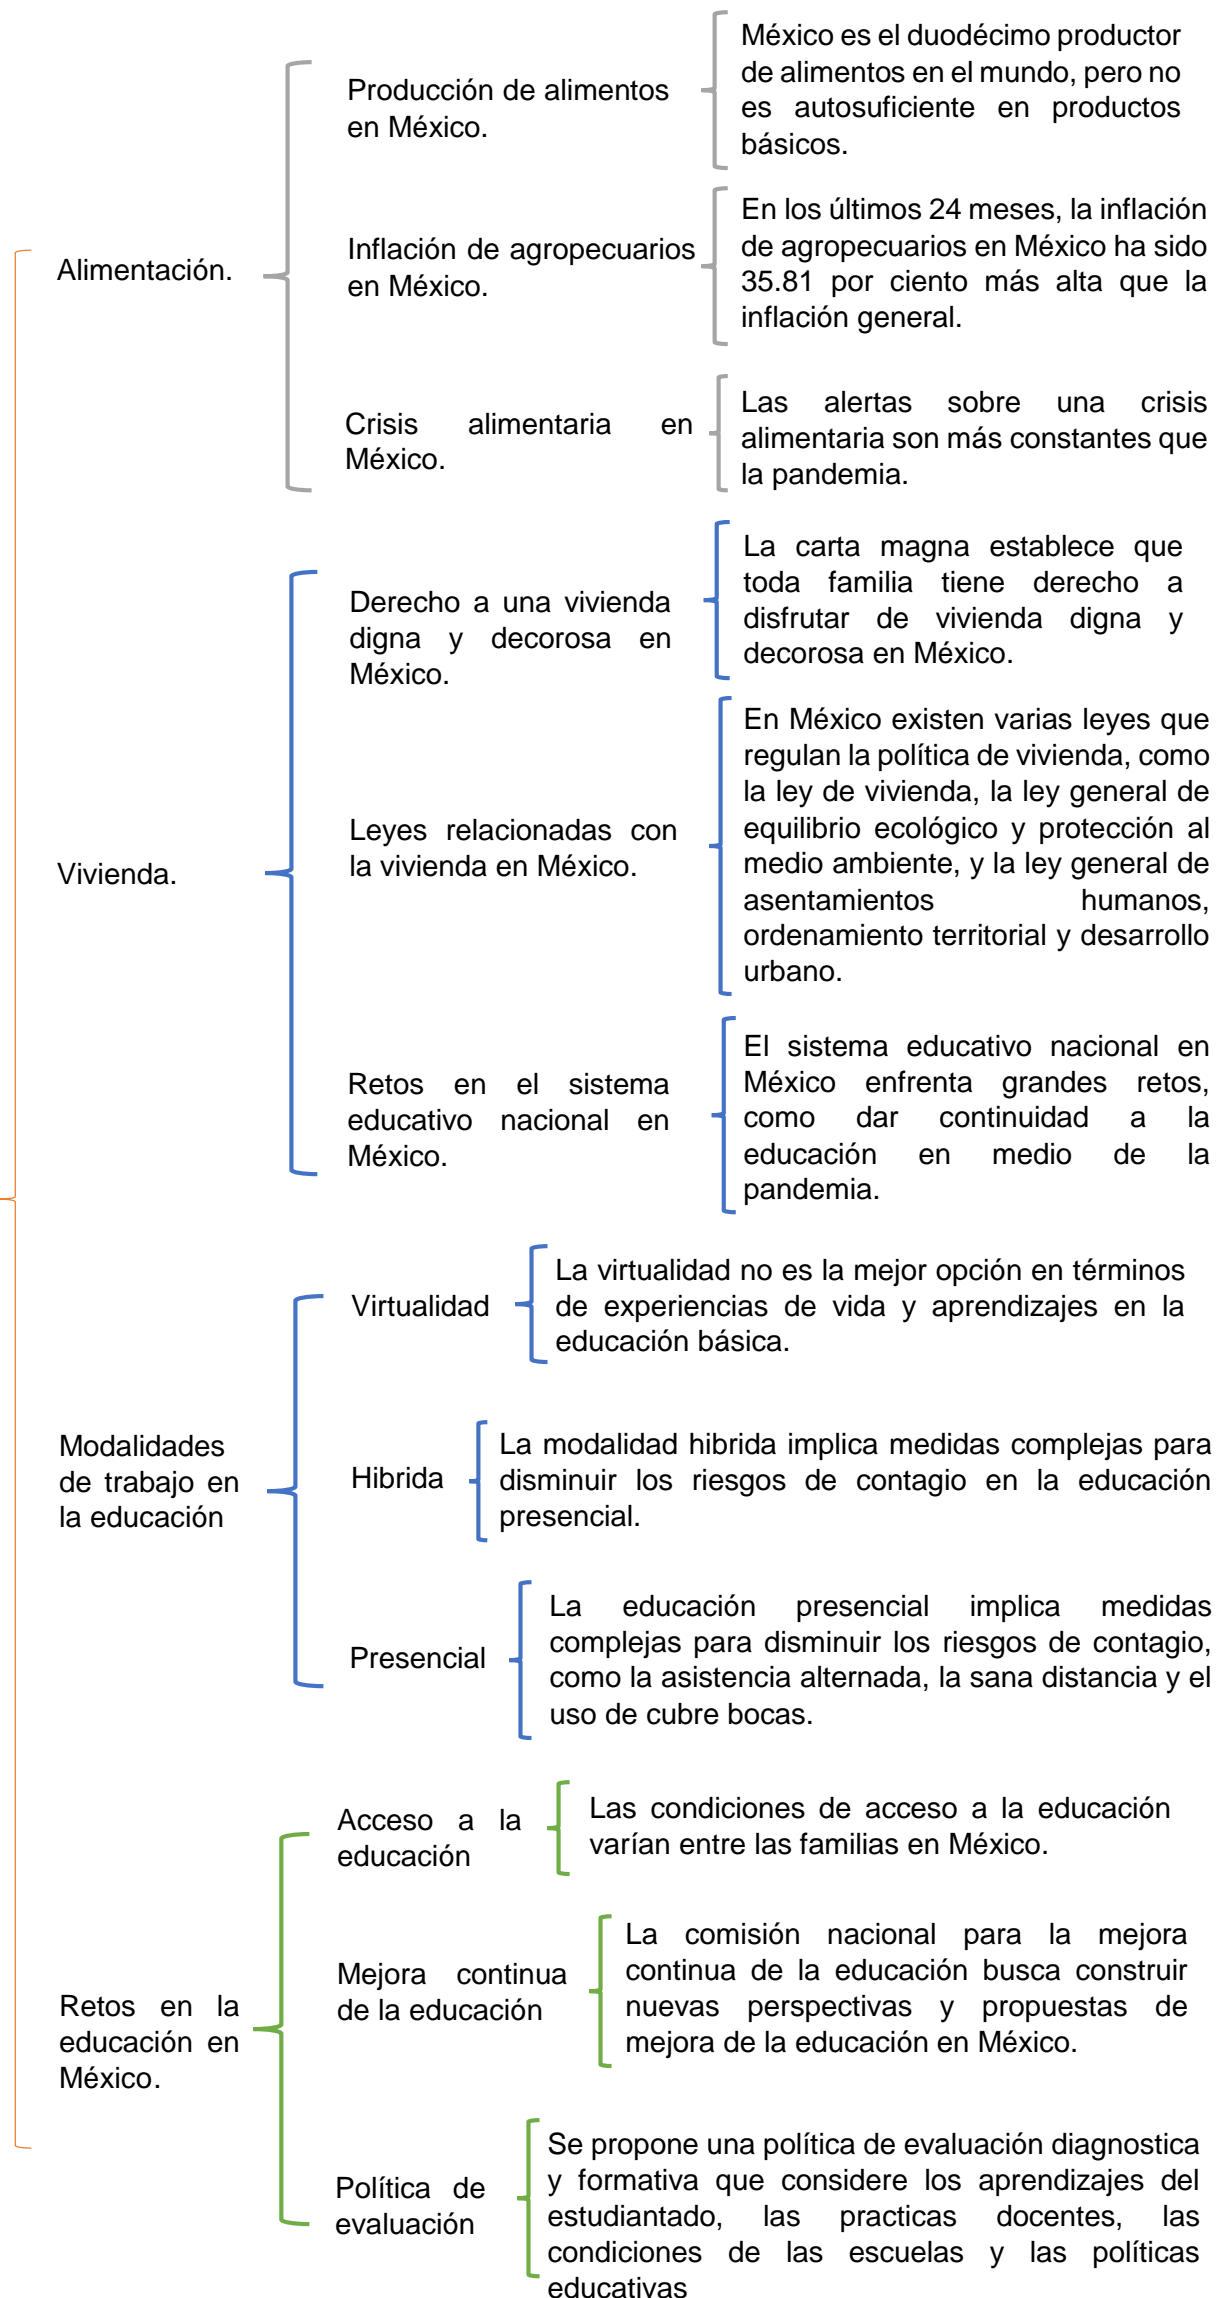 Alimentación.
Producción de alimentos
en México.
México es el duodécimo productor
de alimentos en el mundo, pero no
es autosuficiente en productos
básicos.
Inflación de agropecuarios
en México.
En los últimos 24 meses, la inflación
de agropecuarios en México ha sido
35.81 por ciento más alta que la
inflación general.
Crisis alimentaria en
México.
Las alertas sobre una crisis
alimentaria son más constantes que
la pandemia.
Vivienda.
Derecho a una vivienda
digna y decorosa en
México.
La carta magna establece que
toda familia tiene derecho a
disfrutar de vivienda digna y
decorosa en México.
Leyes relacionadas con
la vivienda en México.
En México existen varias leyes que
regulan la política de vivienda, como
la ley de vivienda, la ley general de
equilibrio ecológico y protección al
medio ambiente, y la ley general de
asentamientos humanos,
ordenamiento territorial y desarrollo
urbano.
Retos en el sistema
educativo nacional en
México.
El sistema educativo nacional en
México enfrenta grandes retos,
como dar continuidad a la
educación en medio de la
pandemia.
Modalidades
de trabajo en
la educación
Virtualidad
La virtualidad no es la mejor opción en términos
de experiencias de vida y aprendizajes en la
educación básica.
Hibrida
La modalidad hibrida implica medidas complejas para
disminuir los riesgos de contagio en la educación
presencial.
Presencial
La educación presencial implica medidas
complejas para disminuir los riesgos de contagio,
como la asistencia alternada, la sana distancia y el
uso de cubre bocas.
Retos en la
educación en
México.
Acceso a la
educación
Las condiciones de acceso a la educación
varían entre las familias en México.
Mejora continua
de la educación
La comisión nacional para la mejora
continua de la educación busca construir
nuevas perspectivas y propuestas de
mejora de la educación en México.
Política de
evaluación
Se propone una política de evaluación diagnostica
y formativa que considere los aprendizajes del
estudiantado, las practicas docentes, las
condiciones de las escuelas y las políticas
educativas